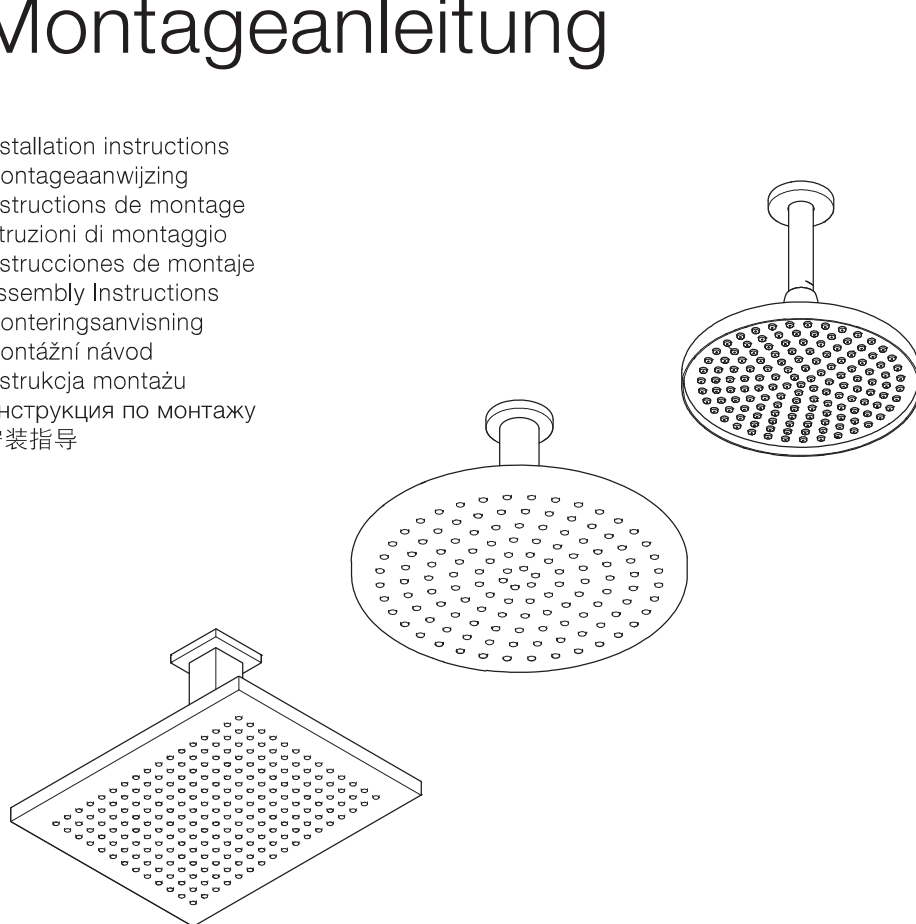 Montageanleitung
stallation instructions
ontageaanwijzing
structions de montage
truzioni di montaggio
strucciones de montaje
ssembly Instructions
onteringsanvisning
ontážní návod
strukcja montażu
нструкция по монтажу
安装指导